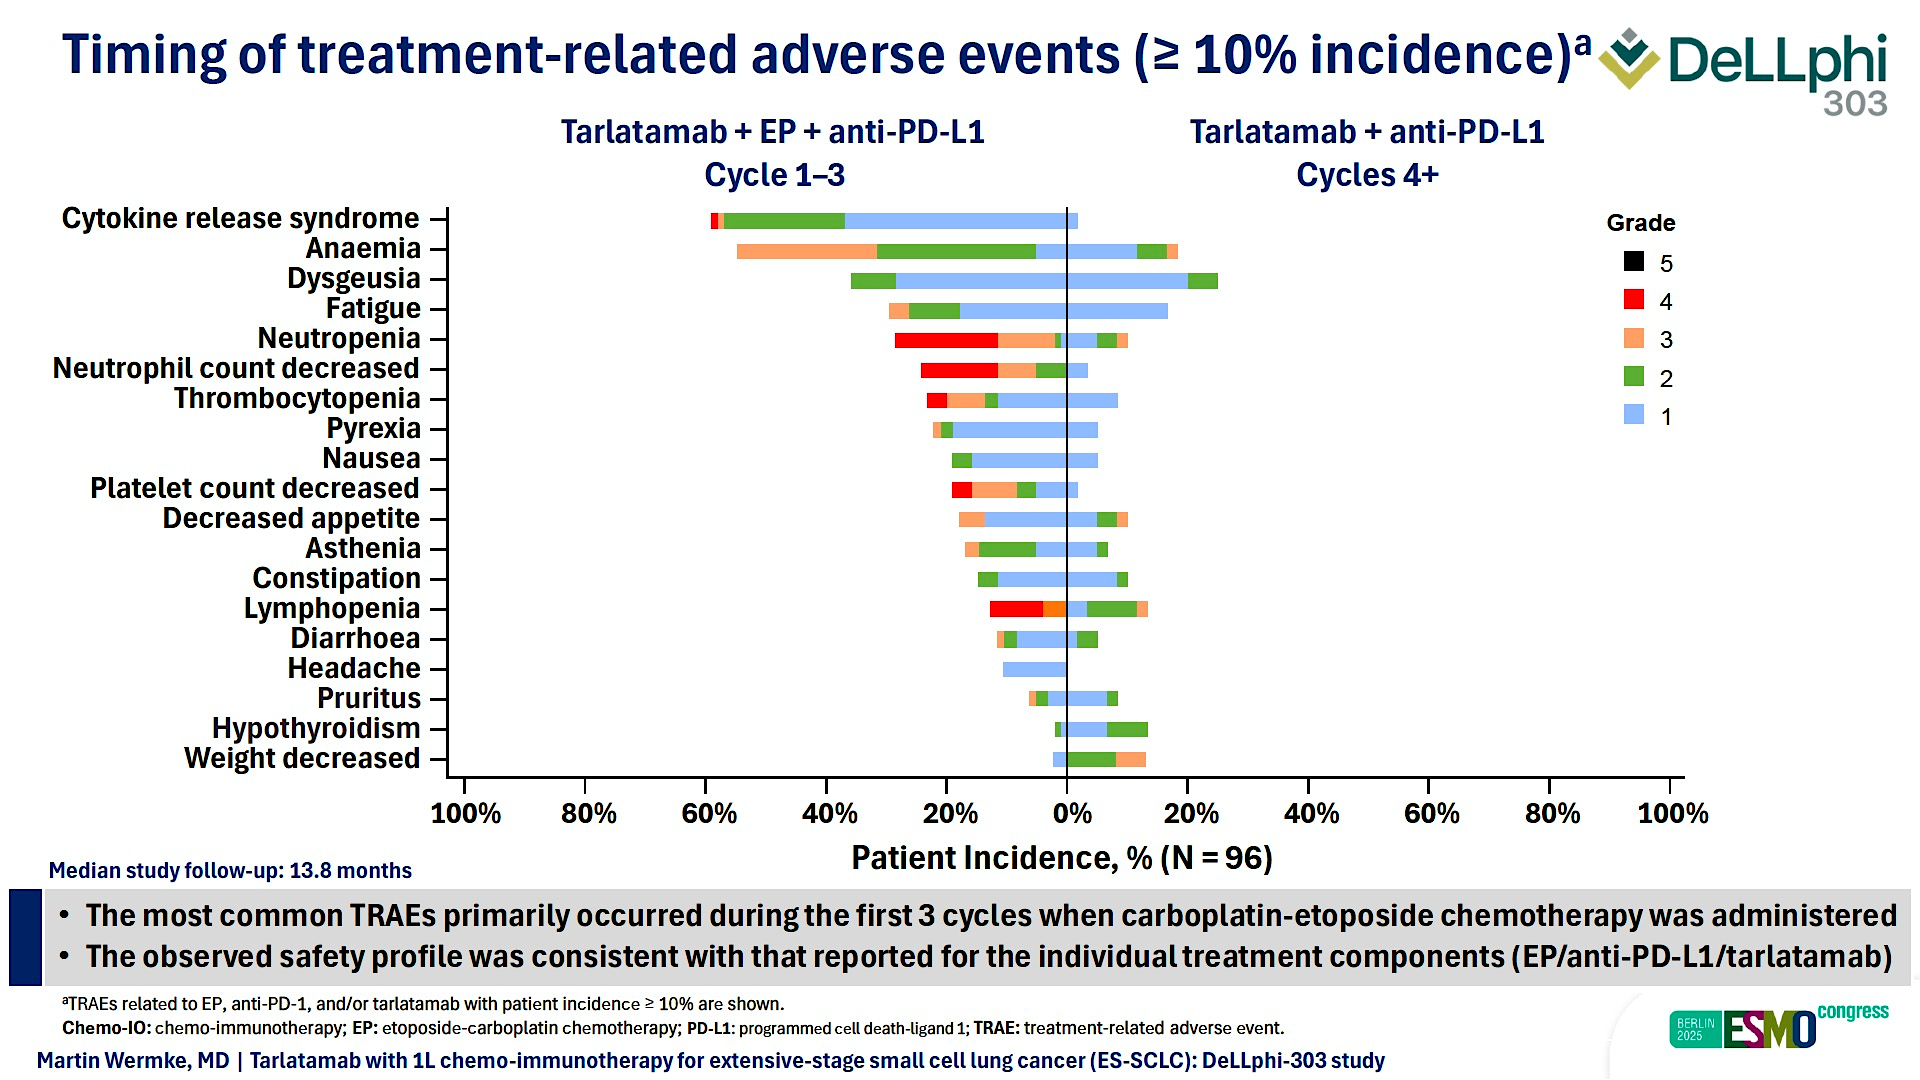 Timing of treatment-related adverse events (≥ 10% incidence)ᵃ
DeLLphi
303
Tarlatamab + EP + anti-PD-L1
Cycle 1–3
Tarlatamab + anti-PD-L1
Cycles 4+
Cytokine release syndrome
Anaemia
Dysgeusia
Fatigue
Neutropenia
Neutrophil count decreased
Thrombocytopenia
Pyrexia
Nausea
Platelet count decreased
Decreased appetite
Asthenia
Constipation
Lymphopenia
Diarrhoea
Headache
Pruritus
Hypothyroidism
Weight decreased
Grade
5
4
3
2
1
100% 80% 60% 40% 20% 0% 20% 40% 60% 80% 100%
Patient Incidence, % (N = 96)
Median study follow-up: 13.8 months
• The most common TRAEs primarily occurred during the first 3 cycles when carboplatin-etoposide chemotherapy was administered
• The observed safety profile was consistent with that reported for the individual treatment components (EP/anti-PD-L1/tarlatamab)
ᵃTRAEs related to EP, anti-PD-1, and/or tarlatamab with patient incidence ≥ 10% are shown.
Chemo-IO: chemo-immunotherapy; EP: etoposide-carboplatin chemotherapy; PD-L1: programmed cell death-ligand 1; TRAE: treatment-related adverse event.
Martin Wermke, MD | Tarlatamab with 1L chemo-immunotherapy for extensive-stage small cell lung cancer (ES-SCLC): DeLLphi-303 study
BERLIN
2025
ESMO congress